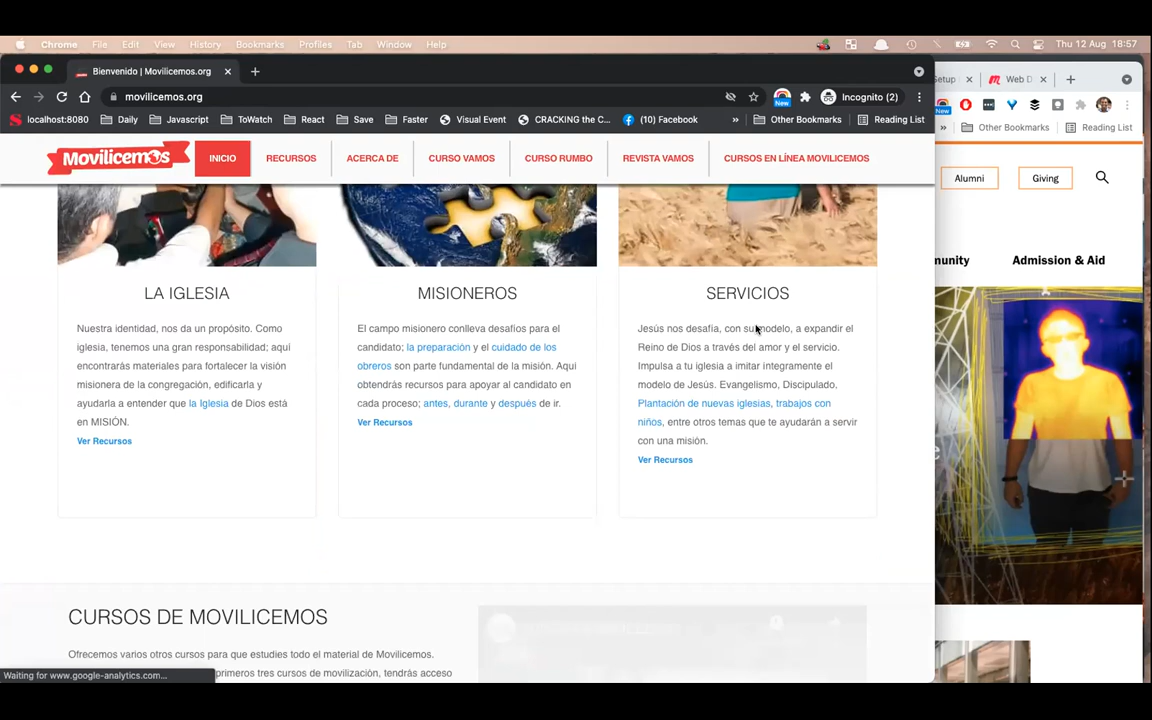 Chrome File Edit View History Bookmarks Profiles Tab Window Help Thu 12 Aug 18:57
Bienvenido | Movilicemos.org
movilicemos.org
New
Incognito (2)
localhost:8080 Daily Javascript ToWatch React Save Faster Visual Event CRACKING the C... (10) Facebook » Other Bookmarks Reading List
Movilicemos INICIO RECURSOS ACERCA DE CURSO VAMOS CURSO RUMBO REVISTA VAMOS CURSOS EN LÍNEA MOVILICEMOS
LA IGLESIA
Nuestra identidad, nos da un propósito. Como
iglesia, tenemos una gran responsabilidad; aquí
encontrarás materiales para fortalecer la visión
misionera de la congregación, edificarla y
ayudarla a entender que la Iglesia de Dios está
en MISIÓN.
Ver Recursos
MISIONEROS
El campo misionero conlleva desafíos para el
candidato; la preparación y el cuidado de los
obreros son parte fundamental de la misión. Aquí
obtendrás recursos para apoyar al candidato en
cada proceso; antes, durante y después de ir.
Ver Recursos
SERVICIOS
Jesús nos desafía, con su modelo, a expandir el
Reino de Dios a través del amor y el servicio.
Impulsa a tu iglesia a imitar integramente el
modelo de Jesús. Evangelismo, Discipulado,
Plantación de nuevas iglesias, trabajos con
niños, entre otros temas que te ayudarán a servir
con una misión.
Ver Recursos
CURSOS DE MOVILICEMOS
Ofrecemos varios otros cursos para que estudies todo el material de Movilicemos.
primeros tres cursos de movilización, tendrás acceso
Waiting for www.google-analytics.com...
Setup Web D
» Other Bookmarks Reading List
Alumni Giving
munity Admission & Aid